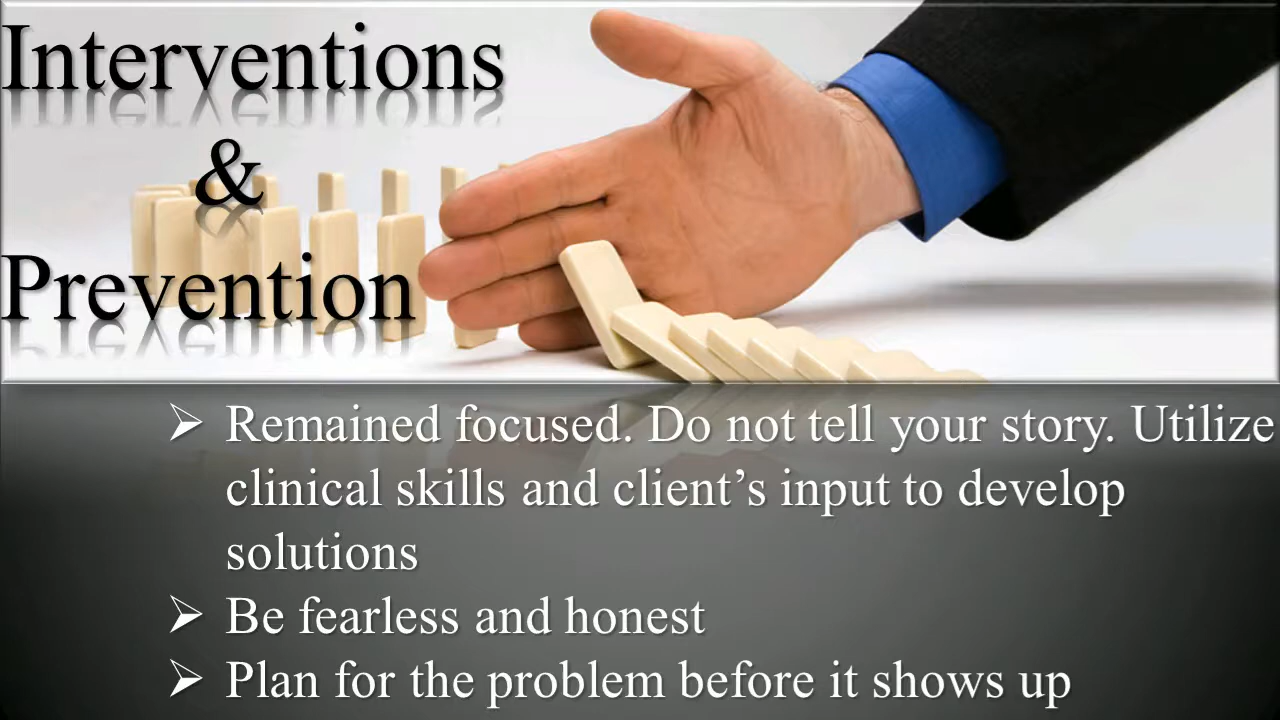 Interventions
&
Prevention
➢ Remained focused. Do not tell your story. Utilize
clinical skills and client’s input to develop
solutions
➢ Be fearless and honest
➢ Plan for the problem before it shows up